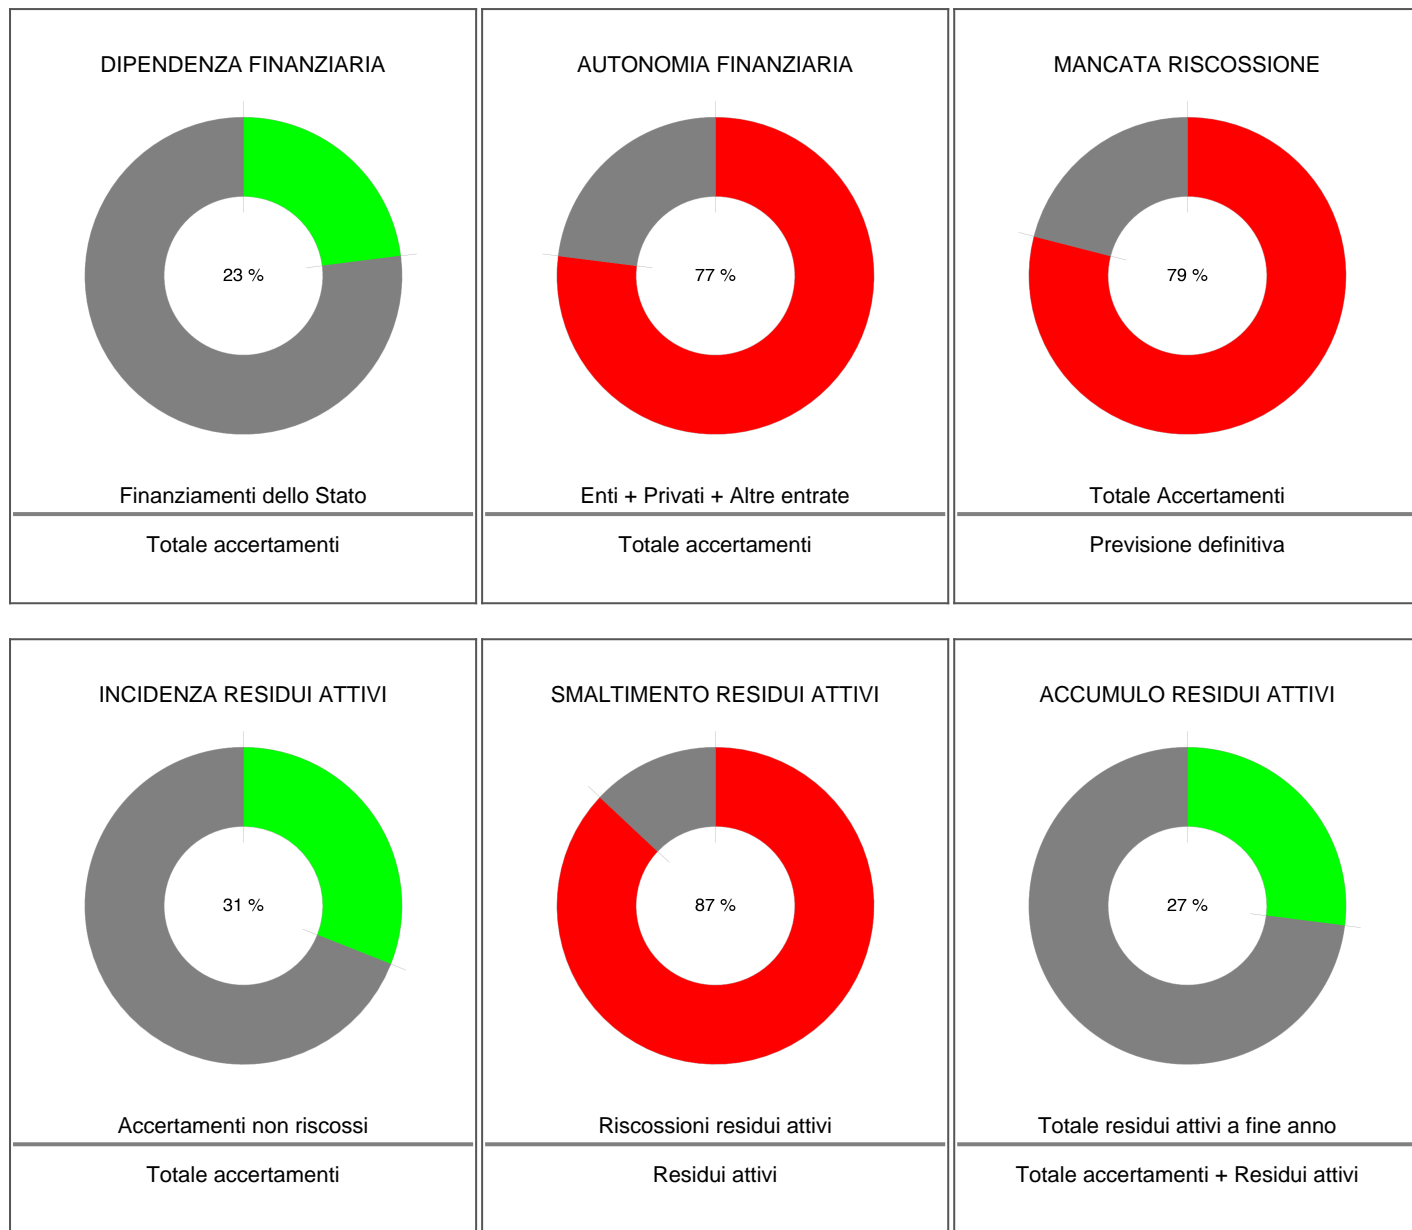 DIPENDENZA FINANZIARIA
23 %
Finanziamenti dello Stato
Totale accertamenti
AUTONOMIA FINANZIARIA
77 %
Enti + Privati + Altre entrate
Totale accertamenti
MANCATA RISCOSSIONE
79 %
Totale Accertamenti
Previsione definitiva
INCIDENZA RESIDUI ATTIVI
31 %
Accertamenti non riscossi
Totale accertamenti
SMALTIMENTO RESIDUI ATTIVI
87 %
Riscossioni residui attivi
Residui attivi
ACCUMULO RESIDUI ATTIVI
27 %
Totale residui attivi a fine anno
Totale accertamenti + Residui attivi